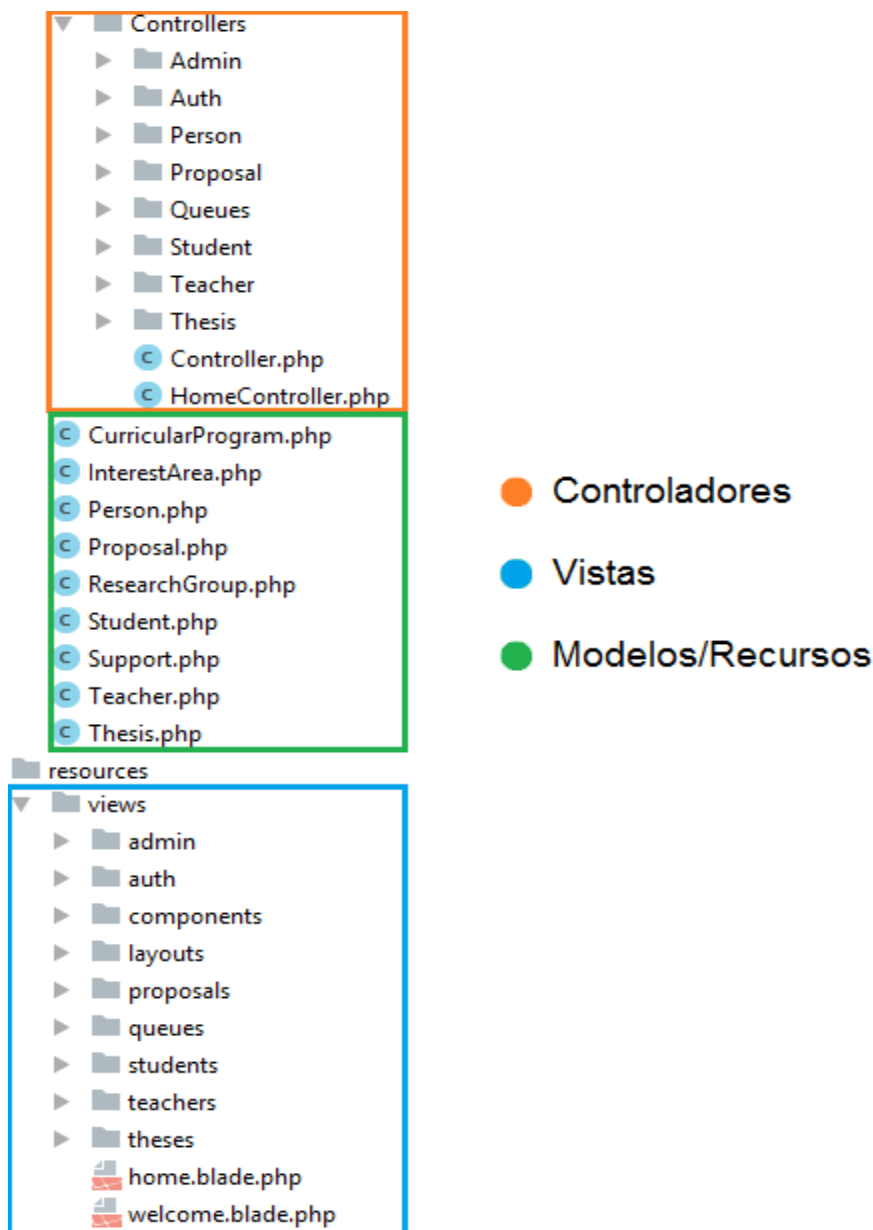 Controllers
Admin
Auth
Person
Proposal
Queues
Student
Teacher
Thesis
C Controller.php
C HomeController.php
C CurricularProgram.php
C InterestArea.php
C Person.php
C Proposal.php
C ResearchGroup.php
C Student.php
C Support.php
C Teacher.php
C Thesis.php
resources
views
admin
auth
components
layouts
proposals
queues
students
teachers
theses
home.blade.php
welcome.blade.php
Controladores
Vistas
Modelos/Recursos